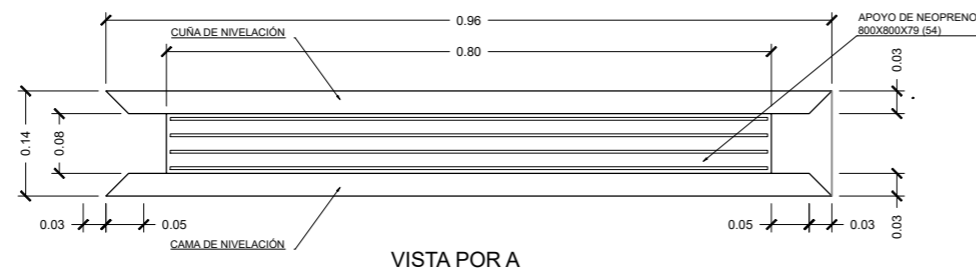 0.96
CUÑA DE NIVELACIÓN
APOYO DE NEOPRENO
800X800X79 (54)
0.80
0.03
0.14
0.08
0.03
0.05
0.05
0.03
0.03
CAMA DE NIVELACIÓN
VISTA POR A